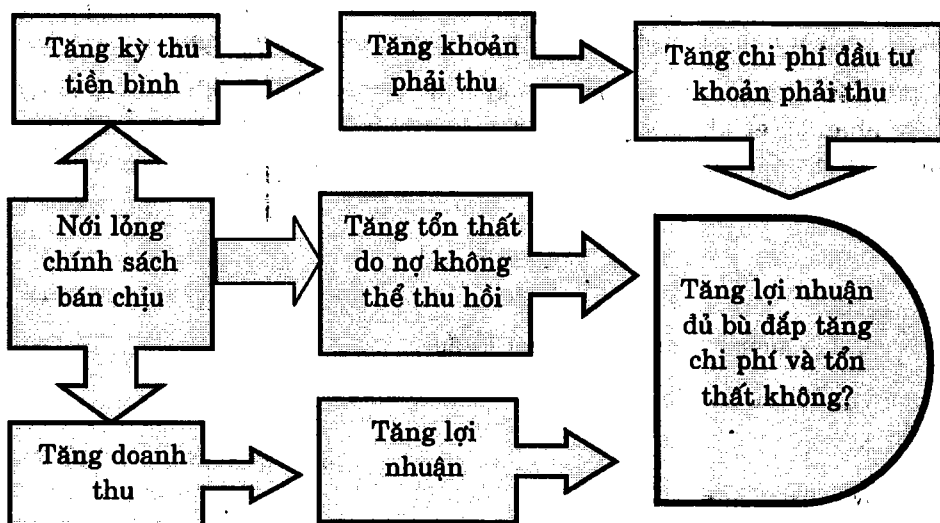 Tăng kỳ thu
tiền bình
Tăng khoản
phải thu
Tăng chi phí đầu tư
khoản phải thu
Nới lỏng
chính sách
bán chịu
Tăng tổn thất
do nợ không
thể thu hồi
Tăng lợi nhuận
đủ bù đắp tăng
chi phí và tổn
thất không?
Tăng doanh
thu
Tăng lợi
nhuận